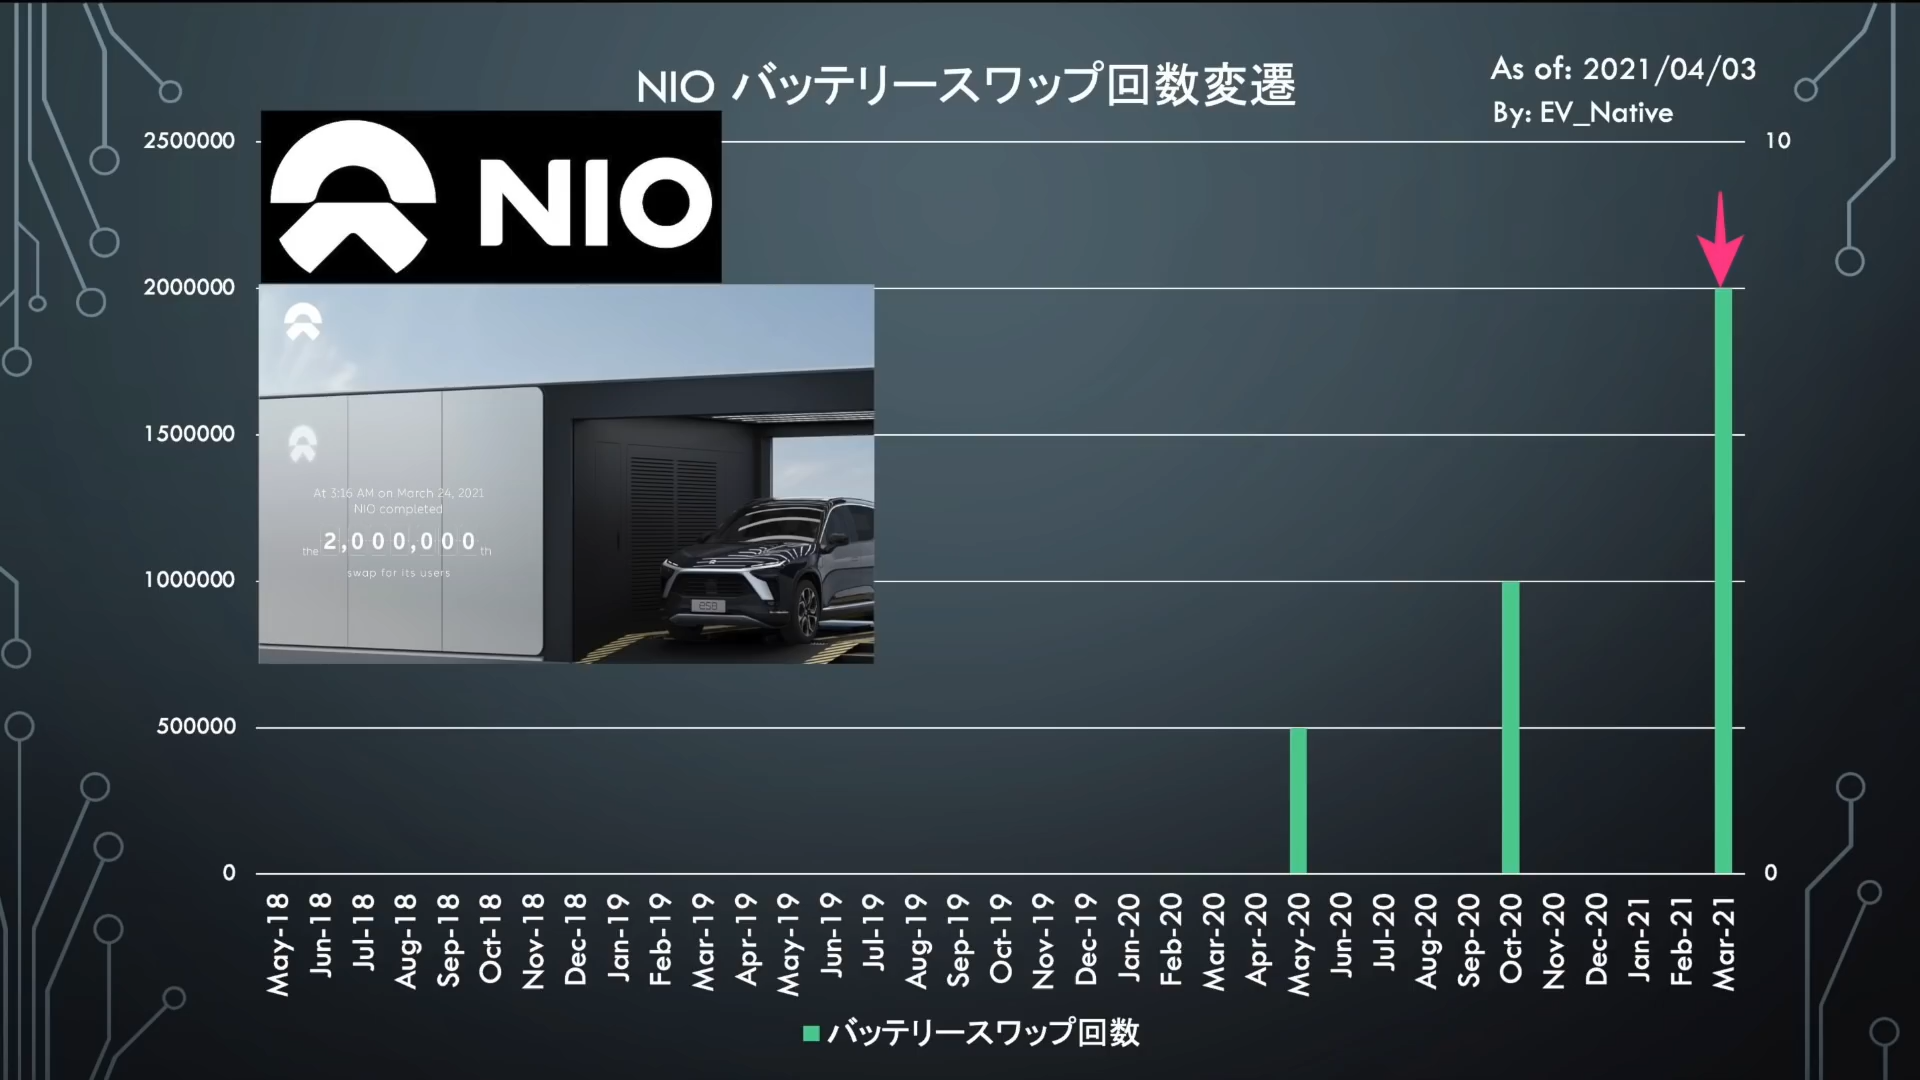 NIO バッテリースワップ回数変遷
As of: 2021/04/03
By: EV_Native
NIO
2500000
2000000
1500000
1000000
500000
0
10
0
At 3:16 AM on March 24, 2021
NIO completed
the 2,000,000 th
swap for its users
ES8
May-18
Jun-18
Jul-18
Aug-18
Sep-18
Oct-18
Nov-18
Dec-18
Jan-19
Feb-19
Mar-19
Apr-19
May-19
Jun-19
Jul-19
Aug-19
Sep-19
Oct-19
Nov-19
Dec-19
Jan-20
Feb-20
Mar-20
Apr-20
May-20
Jun-20
Jul-20
Aug-20
Sep-20
Oct-20
Nov-20
Dec-20
Jan-21
Feb-21
Mar-21
バッテリースワップ回数